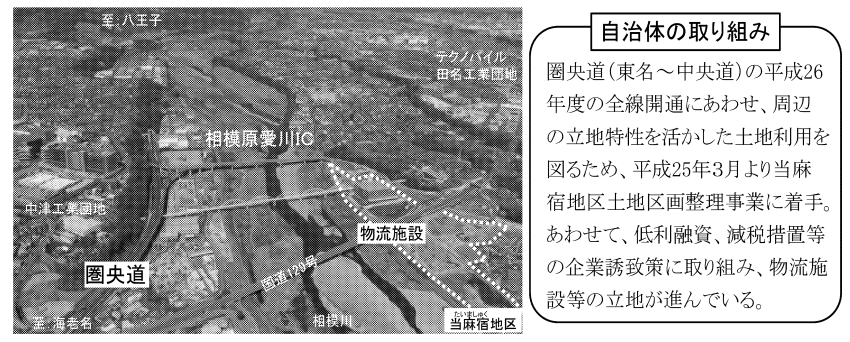 至:八王子
テクノパイル
田名工業団地
相模原愛川IC
中津工業団地
物流施設
圏央道
国道129号
至:海老名
相模川
たいましゅく
当麻宿地区
自治体の取り組み
圏央道(東名~中央道)の平成26
年度の全線開通にあわせ、周辺
の立地特性を活かした土地利用を
図るため、平成25年3月より当麻
宿地区土地区画整理事業に着手。
あわせて、低利融資、減税措置等
の企業誘致策に取り組み、物流施
設等の立地が進んでいる。